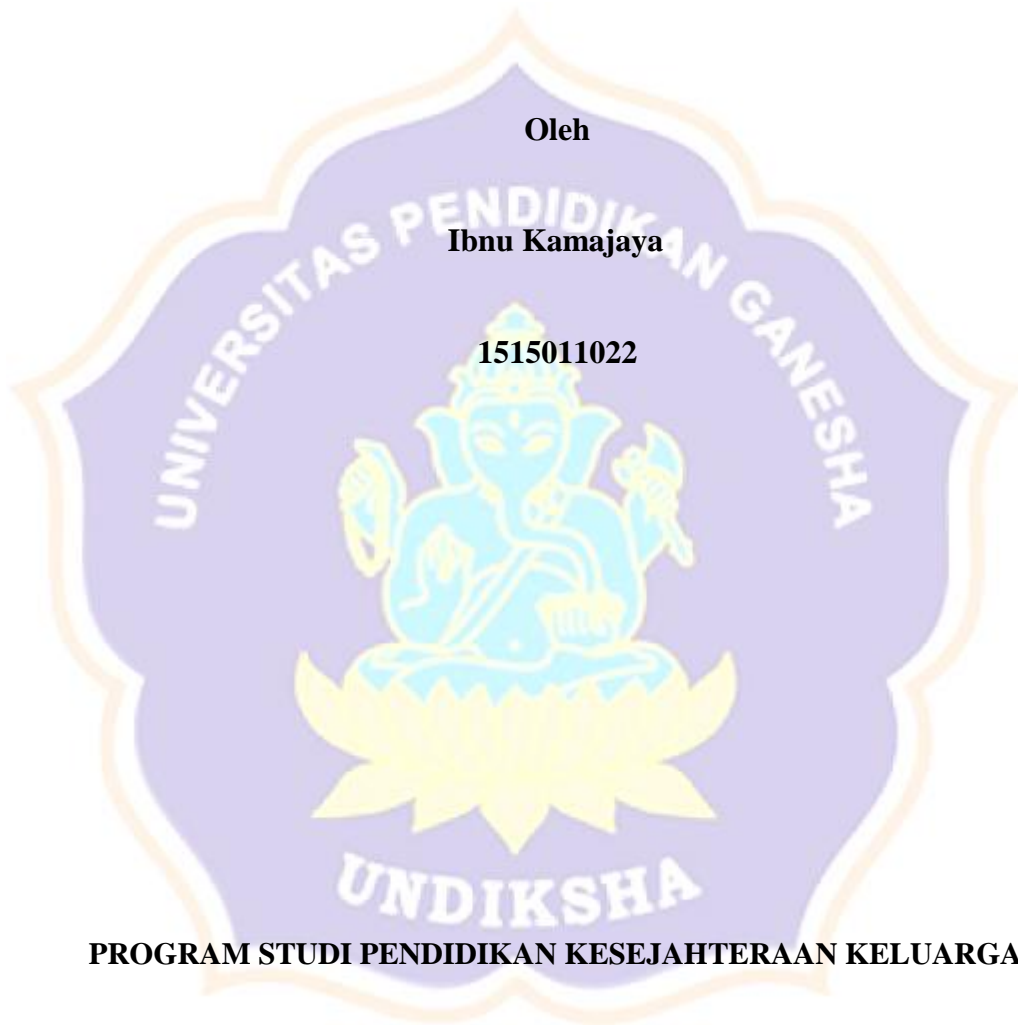 Oleh
UNIVERSITAS PENDIDIKAN GANESHA
Ibnu Kamajaya
1515011022
UNDIKSHA
PROGRAM STUDI PENDIDIKAN KESEJAHTERAAN KELUARGA